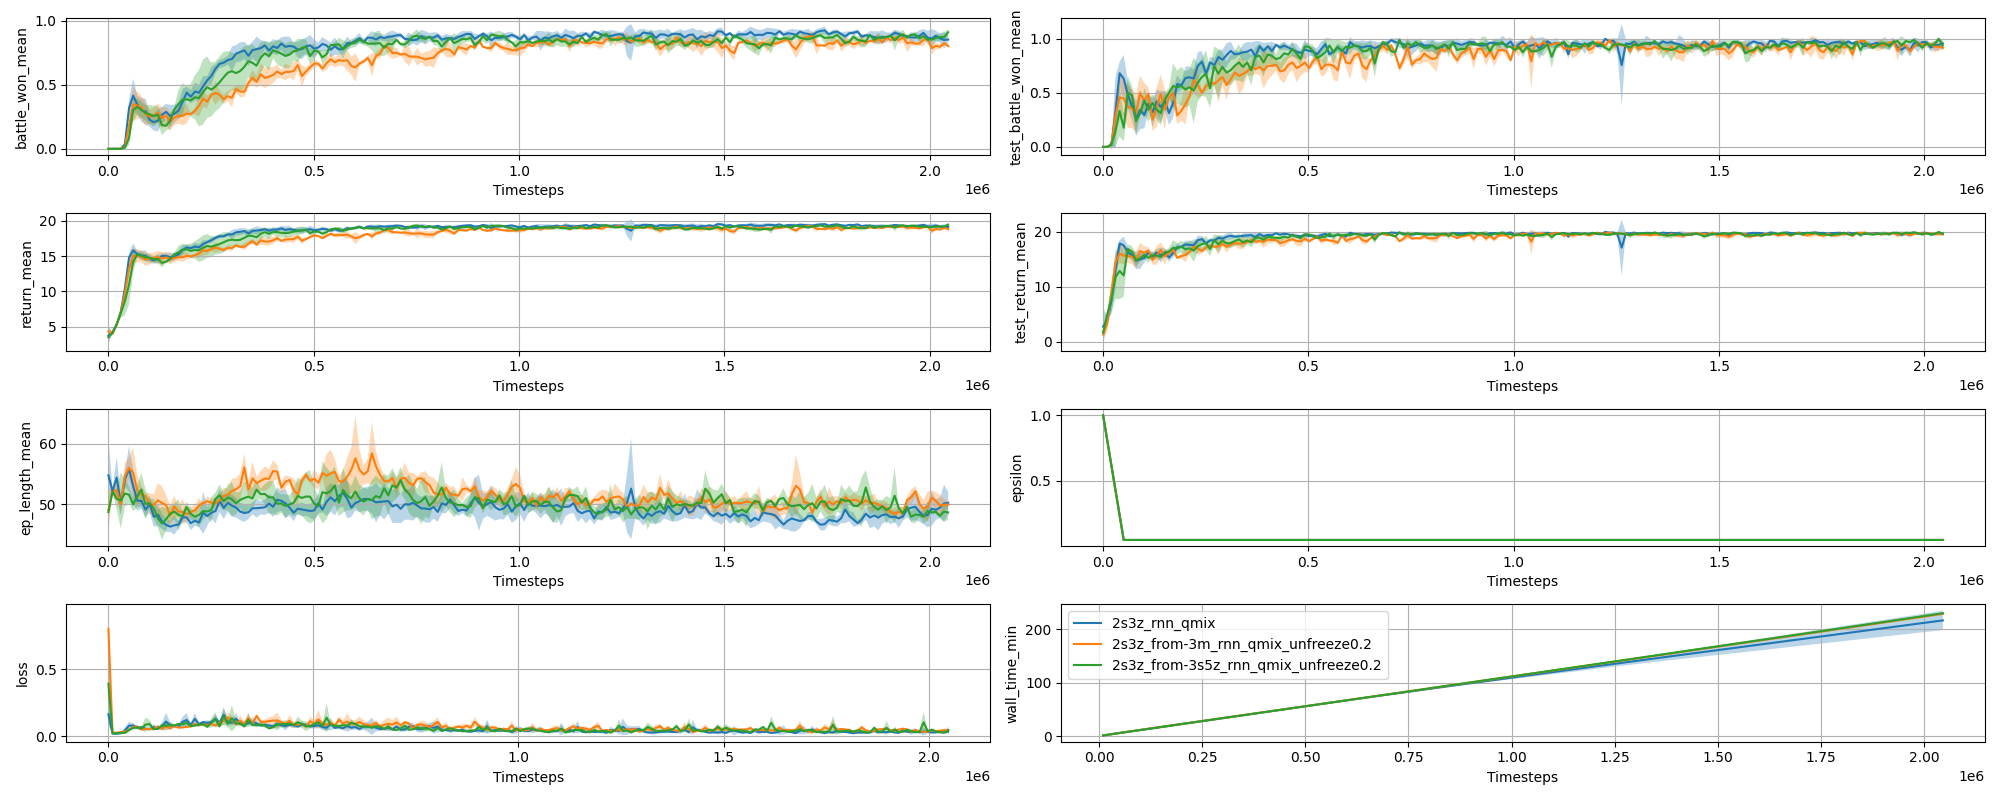 battle_won_mean
1.0
0.5
0.0
0.0 0.5 1.0 1.5 2.0
Timesteps
1e6
test_battle_won_mean
1.0
0.5
0.0
0.0 0.5 1.0 1.5 2.0
Timesteps
1e6
return_mean
20
15
10
5
0.0 0.5 1.0 1.5 2.0
Timesteps
1e6
test_return_mean
20
10
0
0.0 0.5 1.0 1.5 2.0
Timesteps
1e6
ep_length_mean
60
50
0.0 0.5 1.0 1.5 2.0
Timesteps
1e6
epsilon
1.0
0.5
0.0 0.5 1.0 1.5 2.0
Timesteps
1e6
loss
0.5
0.0
0.0 0.5 1.0 1.5 2.0
Timesteps
1e6
wall_time_min
200
100
0
2s3z_rnn_qmix
2s3z_from-3m_rnn_qmix_unfreeze0.2
2s3z_from-3s5z_rnn_qmix_unfreeze0.2
0.00 0.25 0.50 0.75 1.00 1.25 1.50 1.75 2.00
Timesteps
1e6